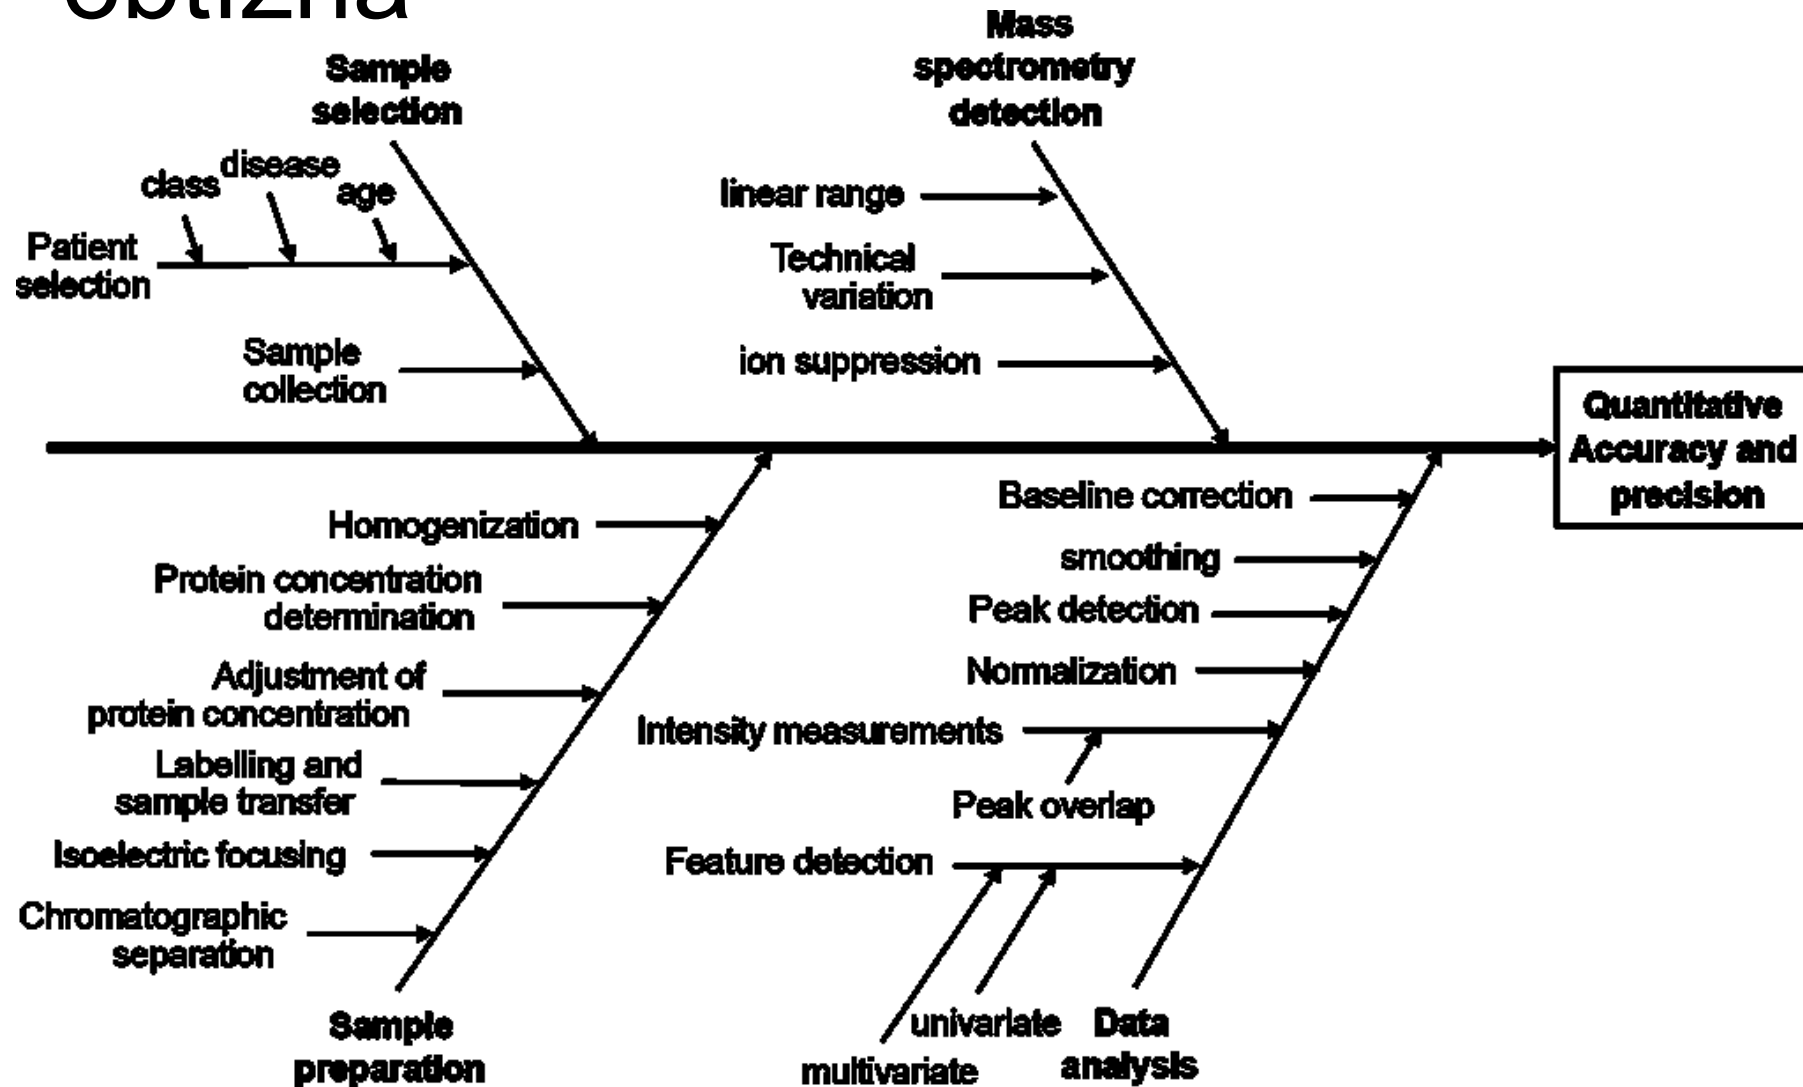 obtížná
Mass
spectrometry
detection
Sample
selection
class
disease
age
Patient
selection
Sample
collection
linear range
Technical
variation
ion suppression
Quantitative
Accuracy and
precision
Homogenization
Protein concentration
determination
Adjustment of
protein concentration
Labelling and
sample transfer
Isoelectric focusing
Chromatographic
separation
Sample
preparation
Baseline correction
smoothing
Peak detection
Normalization
Intensity measurements
Peak overlap
Feature detection
univariate
multivariate
Data
analysis